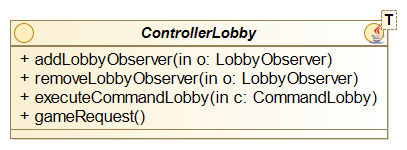 T
ControllerLobby
+ addLobbyObserver(in o: LobbyObserver)
+ removeLobbyObserver(in o: LobbyObserver)
+ executeCommandLobby(in c: CommandLobby)
+ gameRequest()